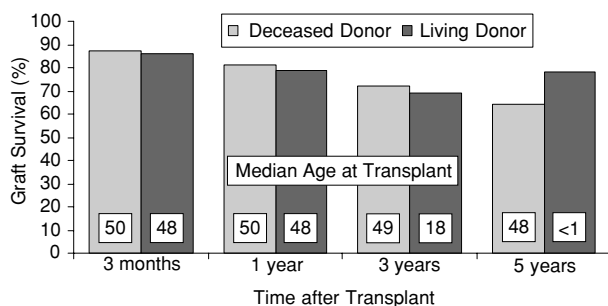 100
90
80
70
60
50
40
30
20
10
0
Graft Survival (%)
Deceased Donor Living Donor
Median Age at Transplant
50 48 50 48 49 18 48 <1
3 months 1 year 3 years 5 years
Time after Transplant